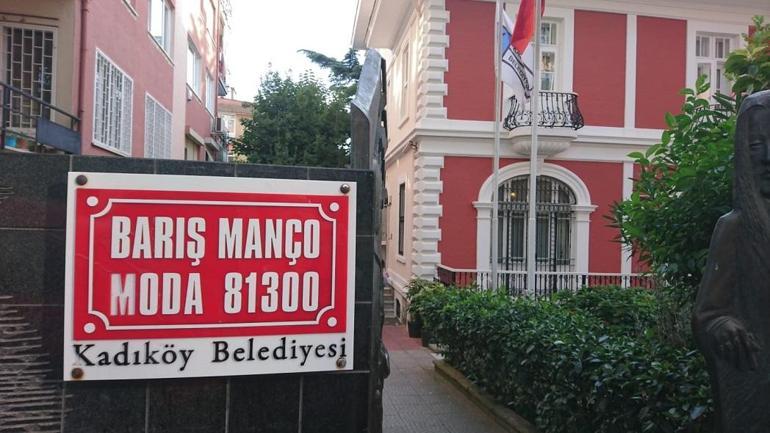 BARIŞ MANÇO
MODA 81300
Kadıköy Belediyesi